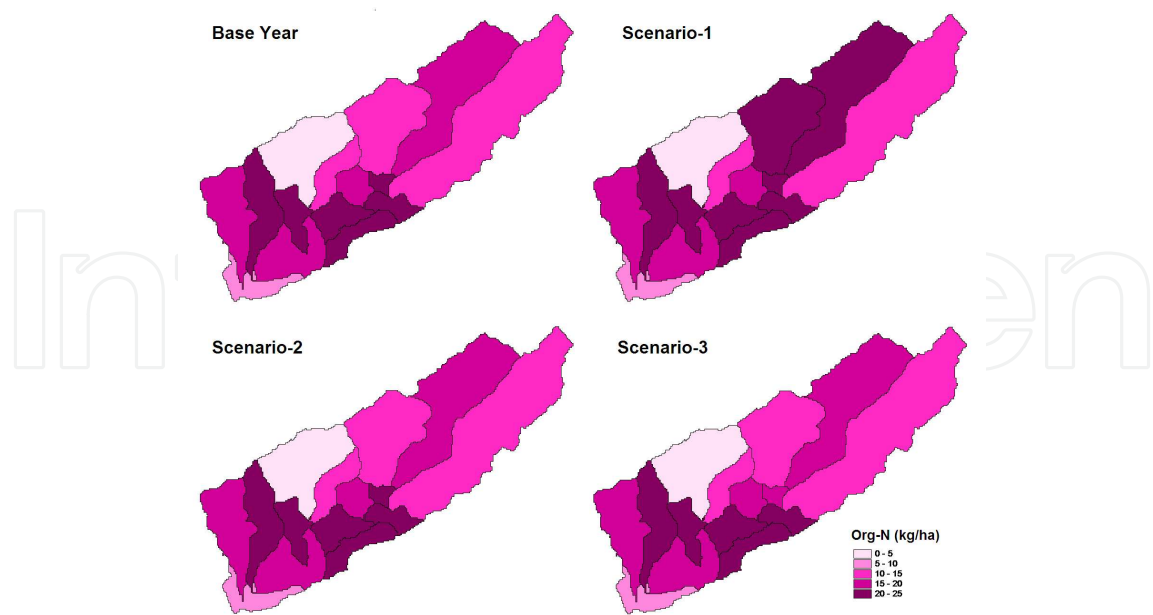 Base Year
Scenario-1
Scenario-2
Scenario-3
Org-N (kg/ha)
0 - 5
5 - 10
10 - 15
15 - 20
20 - 25